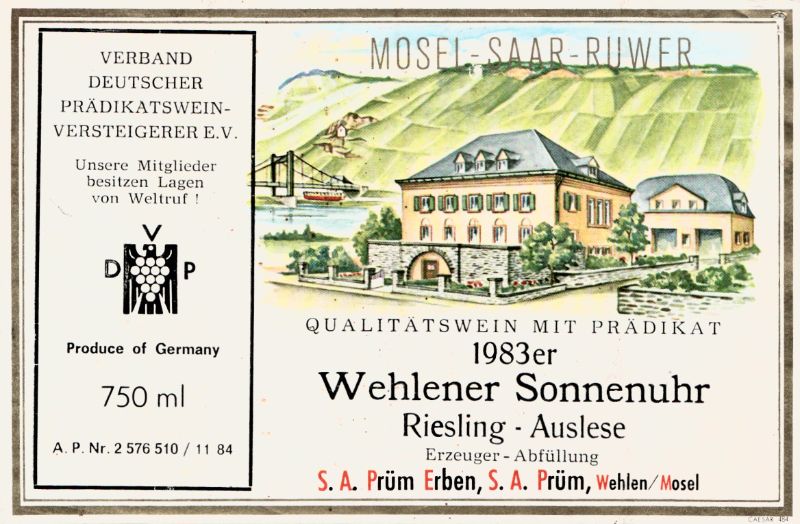 VERBAND
DEUTSCHER
PRÄDIKATSWEIN-
VERSTEIGERER E.V.
Unsere Mitglieder
besitzen Lagen
von Weltruf !
V
D P
Produce of Germany
750 ml
A. P. Nr. 2 576 510 / 11 84
MOSEL-SAAR-RUWER
QUALITÄTSWEIN MIT PRÄDIKAT
1983er
Wehlener Sonnenuhr
Riesling - Auslese
Erzeuger - Abfüllung
S. A. Prüm Erben, S. A. Prüm, Wehlen/Mosel